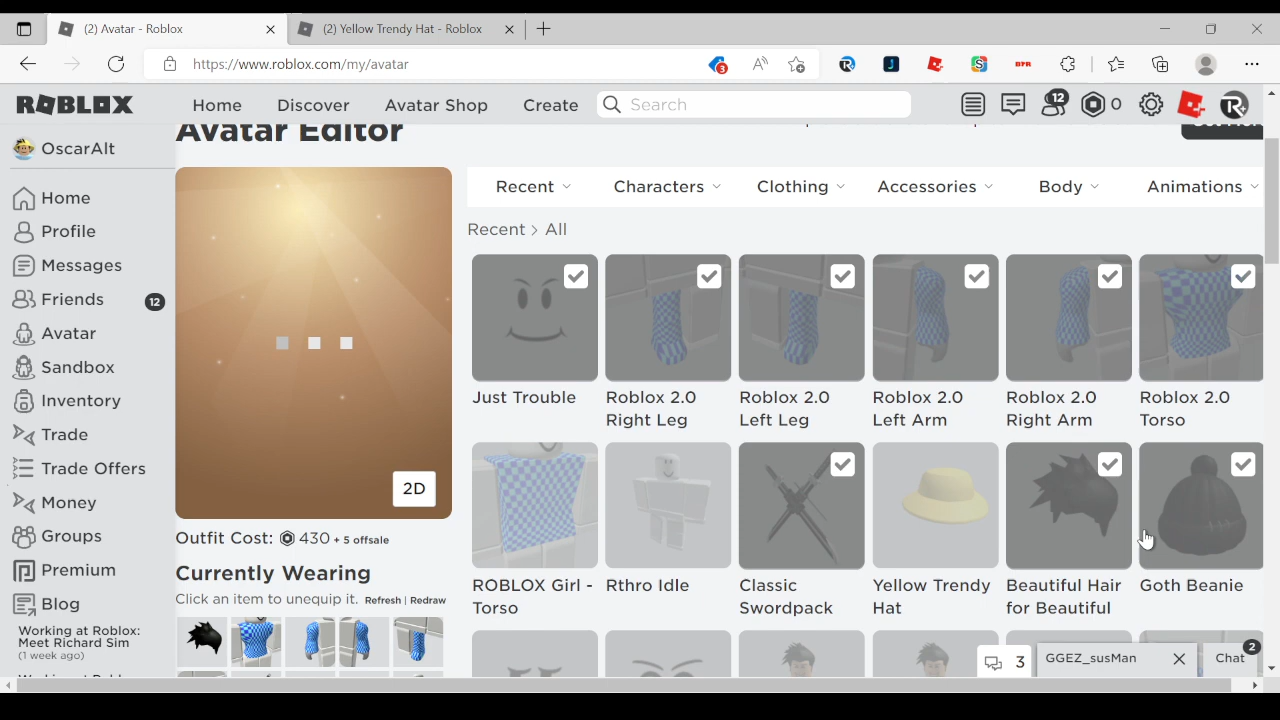 (2) Avatar - Roblox
(2) Yellow Trendy Hat - Roblox
https://www.roblox.com/my/avatar
3
BTR
ROBLOX
Home
Discover
Avatar Shop
Create
Search
12
0
OscarAlt
Home
Profile
Messages
Friends
12
Avatar
Sandbox
Inventory
Trade
Trade Offers
Money
Groups
Premium
Blog
Working at Roblox:
Meet Richard Sim
(1 week ago)
Avatar Editor
2D
Outfit Cost: 430 + 5 offsale
Currently Wearing
Click an item to unequip it. Refresh | Redraw
Recent
Characters
Clothing
Accessories
Body
Animations
Recent > All
Just Trouble
Roblox 2.0
Right Leg
Roblox 2.0
Left Leg
Roblox 2.0
Left Arm
Roblox 2.0
Right Arm
Roblox 2.0
Torso
ROBLOX Girl -
Torso
Rthro Idle
Classic
Swordpack
Yellow Trendy
Hat
Beautiful Hair
for Beautiful
Goth Beanie
3
GGEZ_susMan
Chat
2